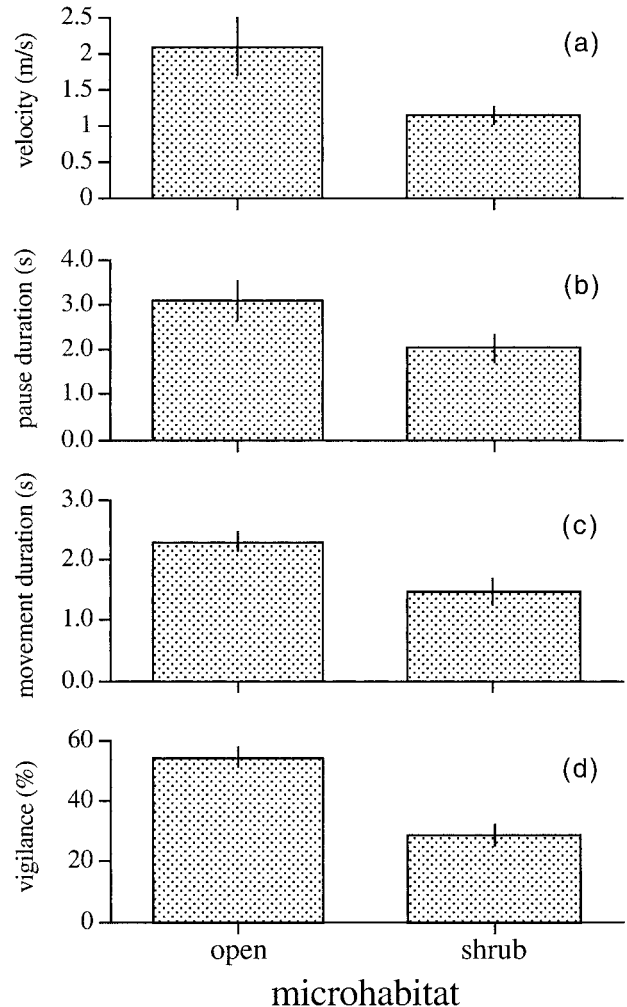 velocity (m/s)
2.5
2
1.5
1
0.5
0
(a)
pause duration (s)
4.0
3.0
2.0
1.0
0.0
(b)
movement duration (s)
3.0
2.0
1.0
0.0
(c)
vigilance (%)
60
40
20
0
(d)
open shrub
microhabitat